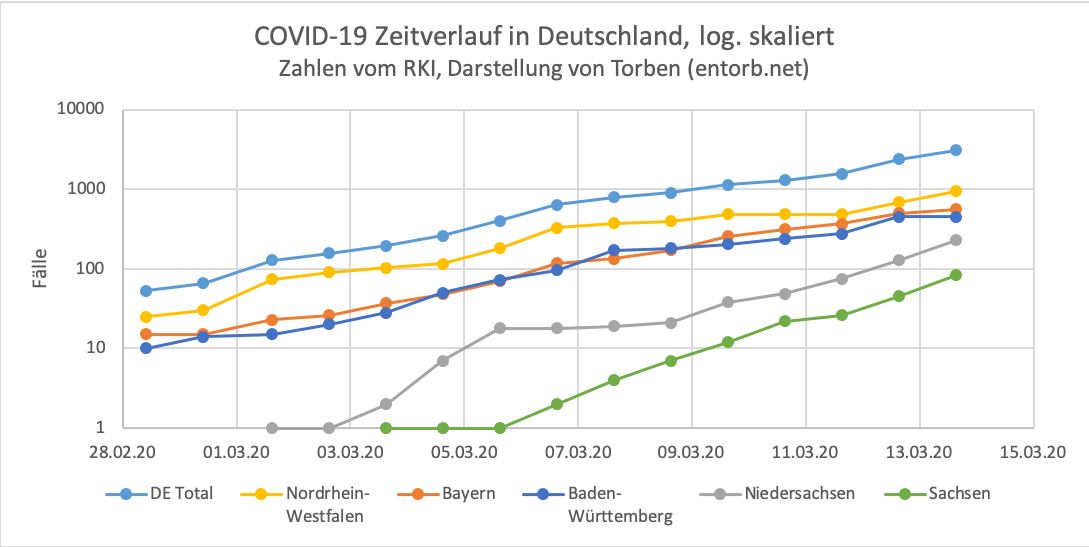 COVID-19 Zeitverlauf in Deutschland, log. skaliert
Zahlen vom RKI, Darstellung von Torben (entorb.net)
10000
1000
100
10
1
Fälle
28.02.20 01.03.20 03.03.20 05.03.20 07.03.20 09.03.20 11.03.20 13.03.20 15.03.20
DE Total
Nordrhein-
Westfalen
Bayern
Baden-
Württemberg
Niedersachsen
Sachsen